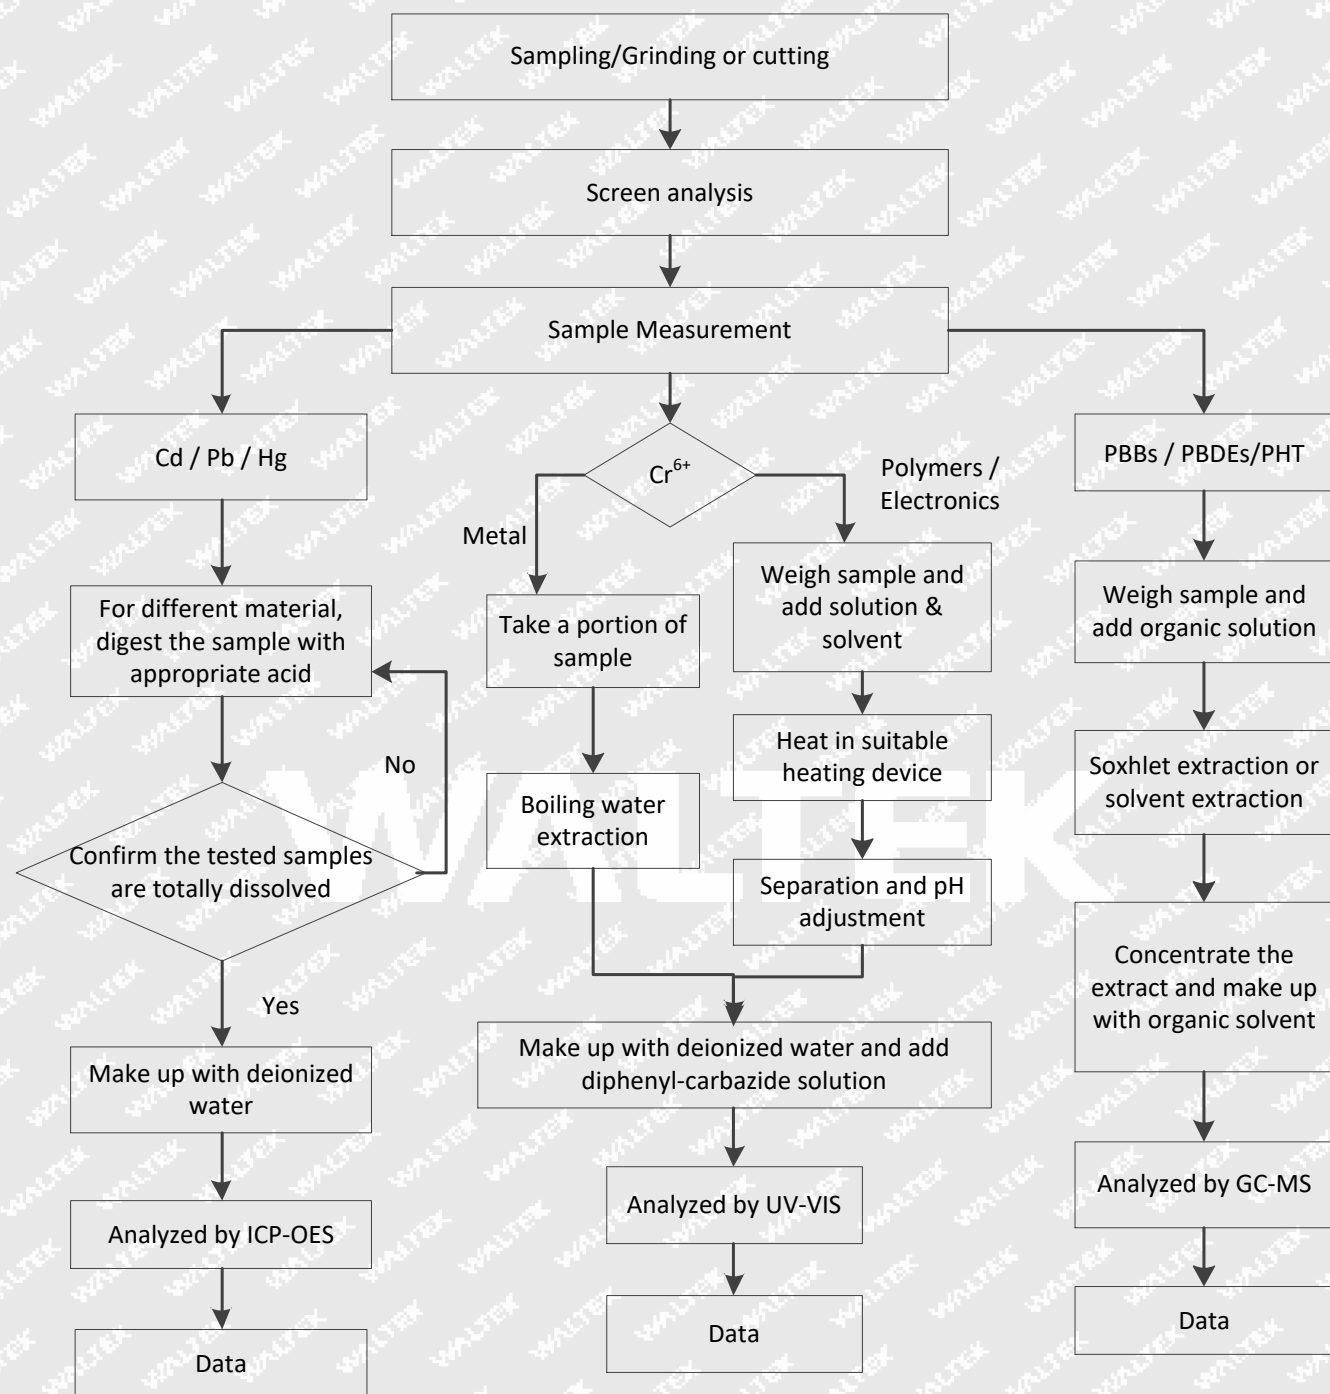 Sampling/Grinding or cutting
Screen analysis
Sample Measurement
Cd / Pb / Hg
For different material,
digest the sample with
appropriate acid
No
Confirm the tested samples
are totally dissolved
Yes
Make up with deionized
water
Analyzed by ICP-OES
Data
Cr⁶⁺
Metal
Polymers /
Electronics
Take a portion of
sample
Boiling water
extraction
Weigh sample and
add solution &
solvent
Heat in suitable
heating device
Separation and pH
adjustment
Make up with deionized water and add
diphenyl-carbazide solution
Analyzed by UV-VIS
Data
PBBs / PBDEs/PHT
Weigh sample and
add organic solution
Soxhlet extraction or
solvent extraction
Concentrate the
extract and make up
with organic solvent
Analyzed by GC-MS
Data
WALTEK